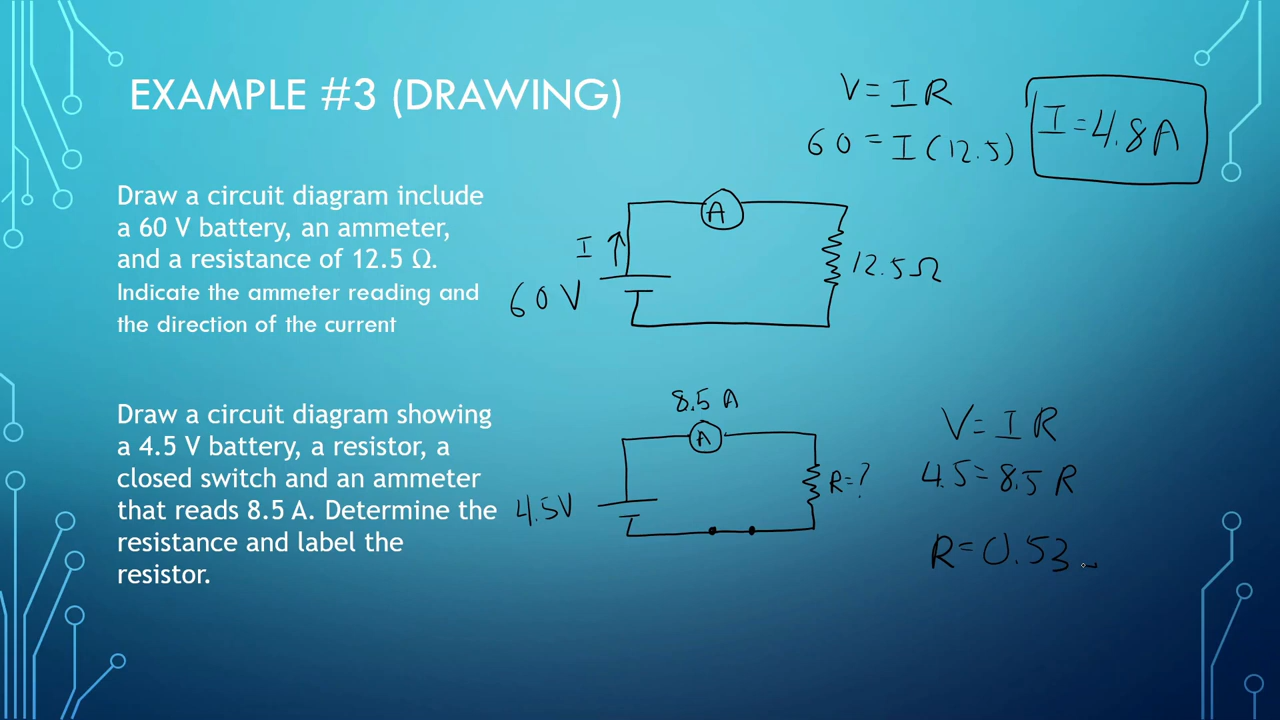 EXAMPLE #3 (DRAWING)
V = I R
60 = I (12.5)
I = 4.8 A
Draw a circuit diagram include
a 60 V battery, an ammeter,
and a resistance of 12.5 Ω.
Indicate the ammeter reading and
the direction of the current
A
I
12.5 Ω
60 V
Draw a circuit diagram showing
a 4.5 V battery, a resistor, a
closed switch and an ammeter
that reads 8.5 A. Determine the
resistance and label the
resistor.
8.5 A
A
R=?
4.5V
V = I R
4.5 = 8.5 R
R = 0.53